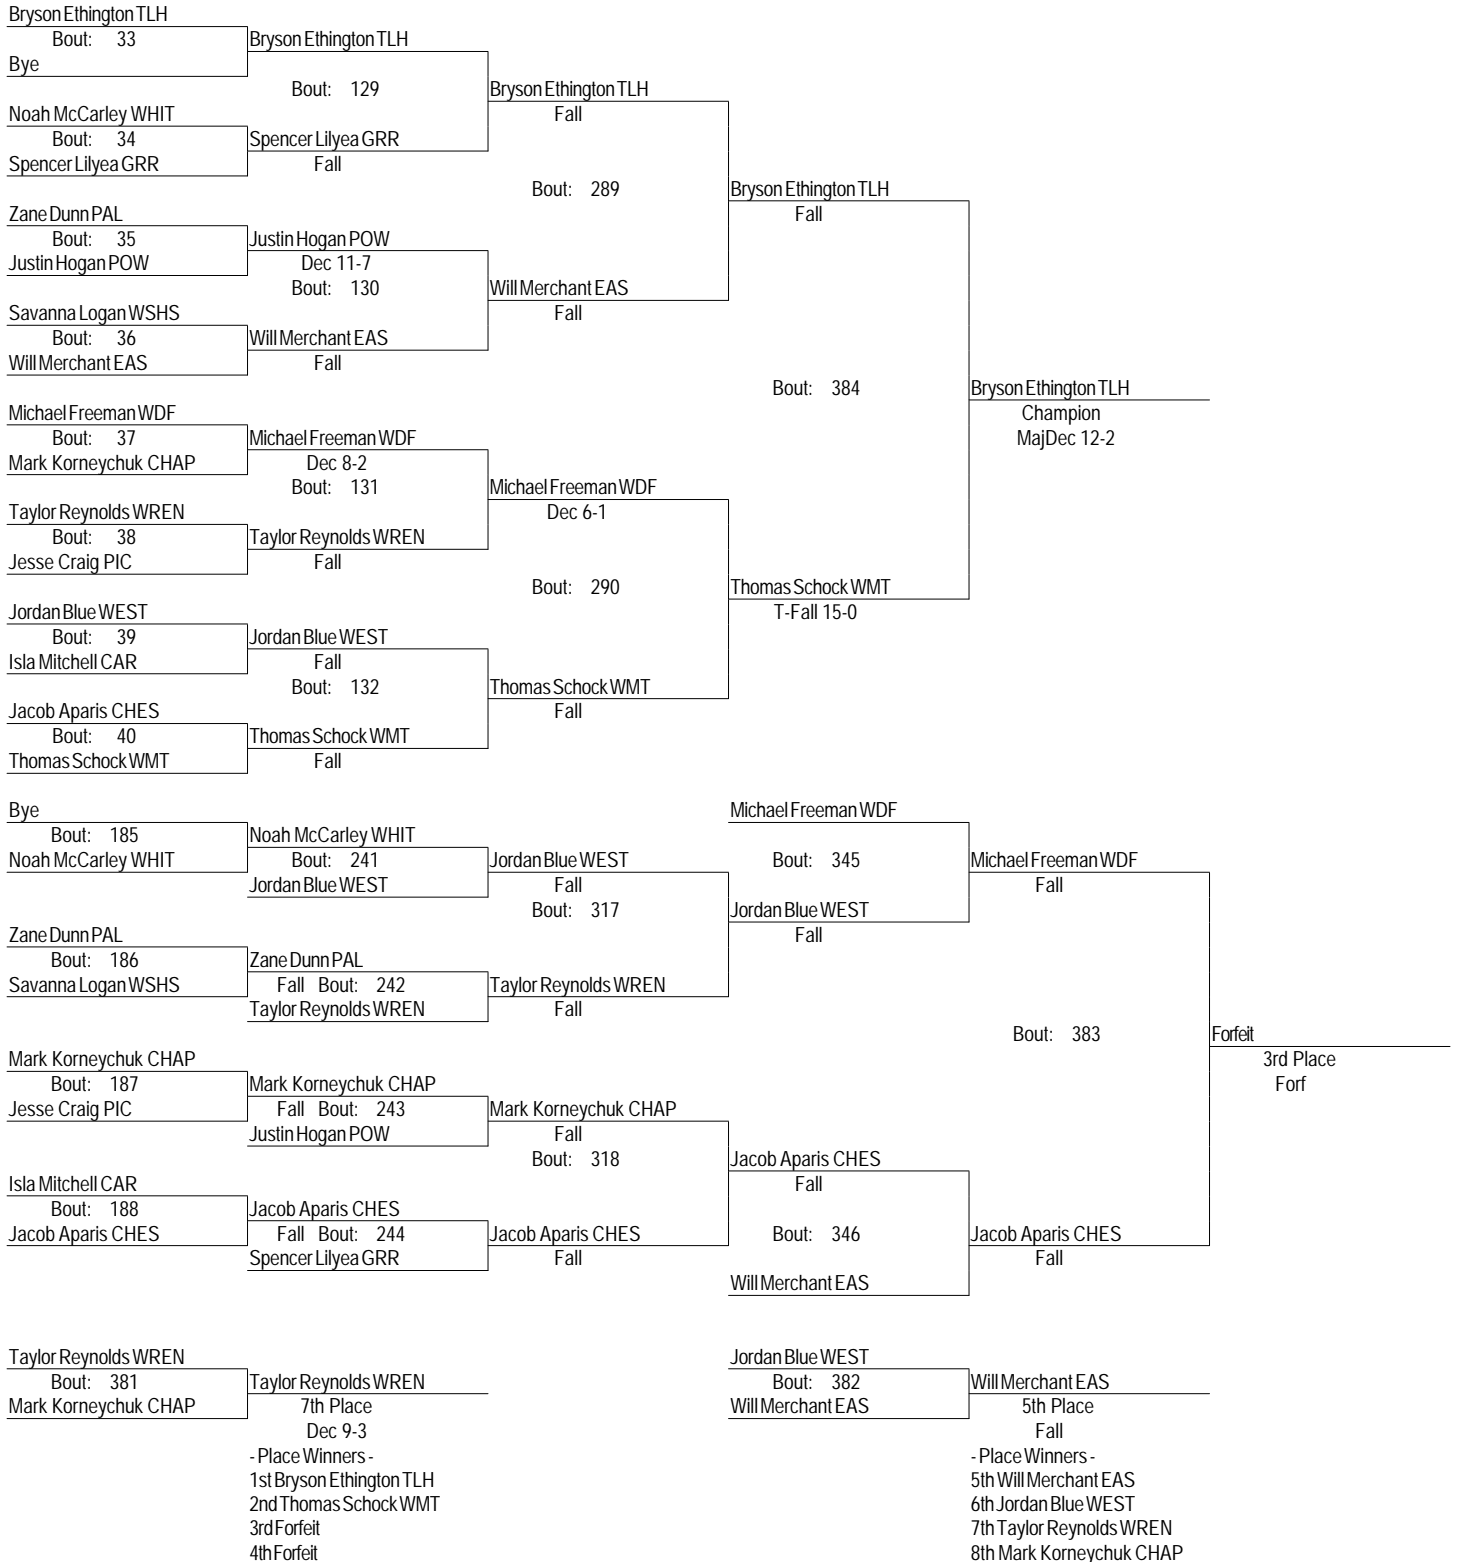 Bryson Ethington TLH
Bout: 33
Bryson Ethington TLH
Bye
Bout: 129
Bryson Ethington TLH
Noah McCarley WHIT
Fall
Bout: 34
Spencer Lilyea GRR
Spencer Lilyea GRR
Fall
Bout: 289
Bryson Ethington TLH
Zane Dunn PAL
Fall
Bout: 35
Justin Hogan POW
Justin Hogan POW
Dec 11-7
Bout: 130
Will Merchant EAS
Savanna Logan WSHS
Fall
Bout: 36
Will Merchant EAS
Will Merchant EAS
Fall
Bout: 384
Bryson Ethington TLH
Michael Freeman WDF
Champion
Bout: 37
Michael Freeman WDF
MajDec 12-2
Mark Korneychuk CHAP
Dec 8-2
Bout: 131
Michael Freeman WDF
Taylor Reynolds WREN
Dec 6-1
Bout: 38
Taylor Reynolds WREN
Jesse Craig PIC
Fall
Bout: 290
Thomas Schock WMT
Jordan Blue WEST
T-Fall 15-0
Bout: 39
Jordan Blue WEST
Isla Mitchell CAR
Fall
Bout: 132
Thomas Schock WMT
Jacob Aparis CHES
Fall
Bout: 40
Thomas Schock WMT
Thomas Schock WMT
Fall
Bye
Michael Freeman WDF
Bout: 185
Noah McCarley WHIT
Noah McCarley WHIT
Bout: 241
Jordan Blue WEST
Bout: 345
Michael Freeman WDF
Jordan Blue WEST
Fall
Fall
Bout: 317
Jordan Blue WEST
Zane Dunn PAL
Fall
Bout: 186
Zane Dunn PAL
Savanna Logan WSHS
Fall Bout: 242
Taylor Reynolds WREN
Taylor Reynolds WREN
Fall
Bout: 383
Forfeit
Mark Korneychuk CHAP
3rd Place
Bout: 187
Mark Korneychuk CHAP
Forf
Jesse Craig PIC
Fall Bout: 243
Mark Korneychuk CHAP
Justin Hogan POW
Fall
Bout: 318
Jacob Aparis CHES
Isla Mitchell CAR
Fall
Bout: 188
Jacob Aparis CHES
Jacob Aparis CHES
Fall Bout: 244
Jacob Aparis CHES
Bout: 346
Jacob Aparis CHES
Spencer Lilyea GRR
Fall
Fall
Will Merchant EAS
Taylor Reynolds WREN
Jordan Blue WEST
Bout: 381
Taylor Reynolds WREN
Bout: 382
Will Merchant EAS
Mark Korneychuk CHAP
7th Place
Will Merchant EAS
5th Place
Dec 9-3
Fall
- Place Winners -
- Place Winners -
1st Bryson Ethington TLH
5th Will Merchant EAS
2nd Thomas Schock WMT
6th Jordan Blue WEST
3rd Forfeit
7th Taylor Reynolds WREN
4th Forfeit
8th Mark Korneychuk CHAP